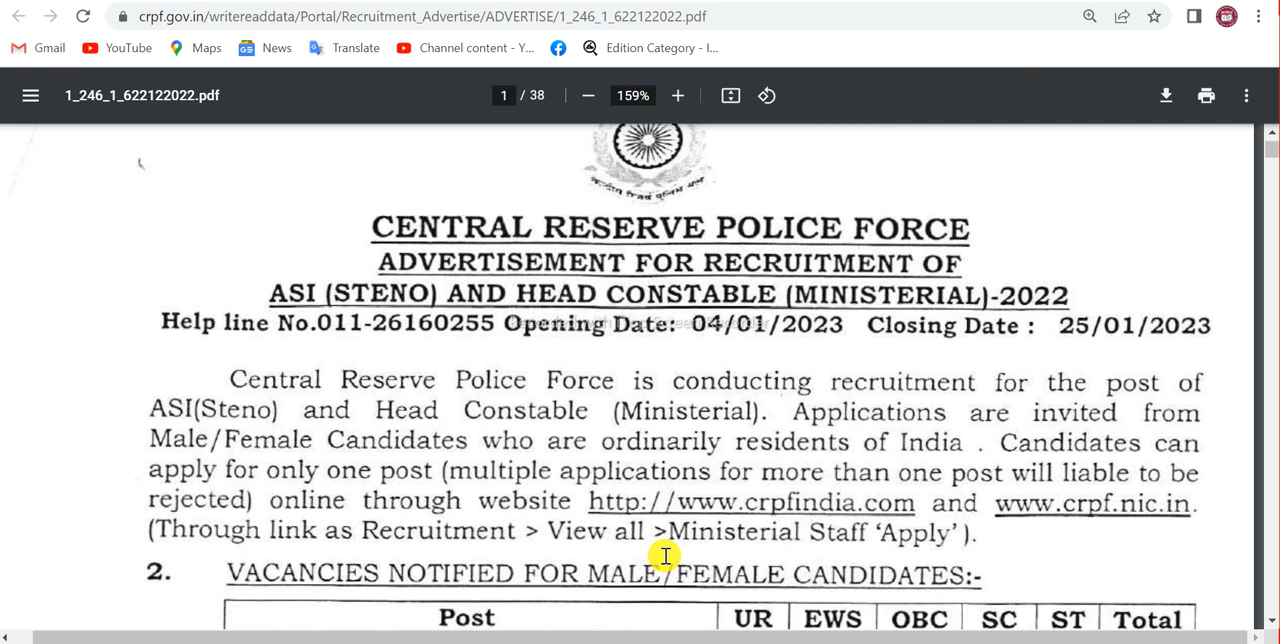 crpf.gov.in/writereaddata/Portal/Recruitment_Advertise/ADVERTISE/1_246_1_622122022.pdf
Gmail YouTube Maps News Translate Channel content - Y... Edition Category - I...
1_246_1_622122022.pdf 1 / 38 159%
CENTRAL RESERVE POLICE FORCE
ADVERTISEMENT FOR RECRUITMENT OF
ASI (STENO) AND HEAD CONSTABLE (MINISTERIAL)-2022
Help line No.011-26160255 Opening Date: 04/01/2023 Closing Date : 25/01/2023
Central Reserve Police Force is conducting recruitment for the post of
ASI(Steno) and Head Constable (Ministerial). Applications are invited from
Male/Female Candidates who are ordinarily residents of India . Candidates can
apply for only one post (multiple applications for more than one post will liable to be
rejected) online through website http://www.crpfindia.com and www.crpf.nic.in.
(Through link as Recruitment > View all >Ministerial Staff ‘Apply’ ).
2. VACANCIES NOTIFIED FOR MALE/FEMALE CANDIDATES:-
Post UR EWS OBC SC ST Total